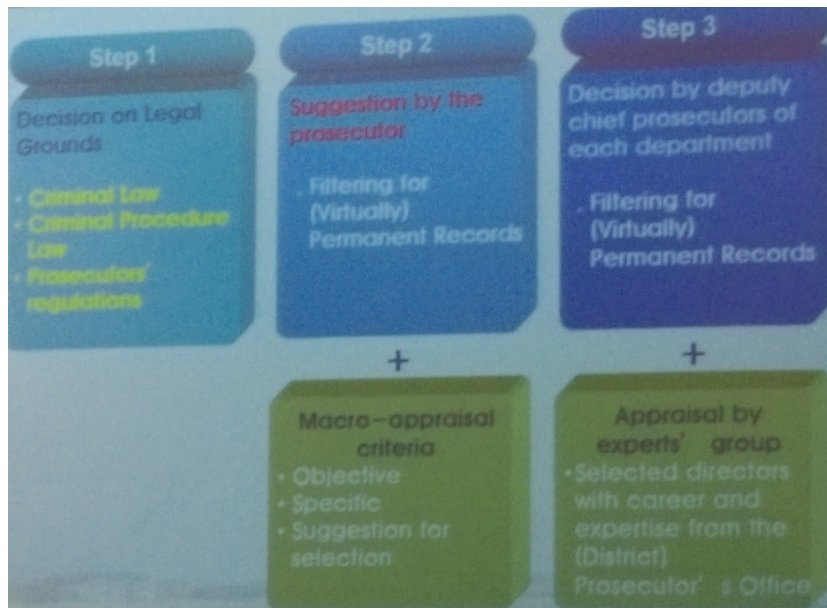 Step 1
Decision on Legal
Grounds
• Criminal Law
• Criminal Procedure
Law
• Prosecutors'
regulations
Step 2
Suggestion by the
prosecutor
. Filtering for
(Virtually)
Permanent Records
+
Macro-appraisal
criteria
• Objective
• Specific
• Suggestion for
selection
Step 3
Decision by deputy
chief prosecutors of
each department
. Filtering for
(Virtually)
Permanent Records
+
Appraisal by
experts' group
• Selected directors
with career and
expertise from the
(District)
Prosecutor' s Office